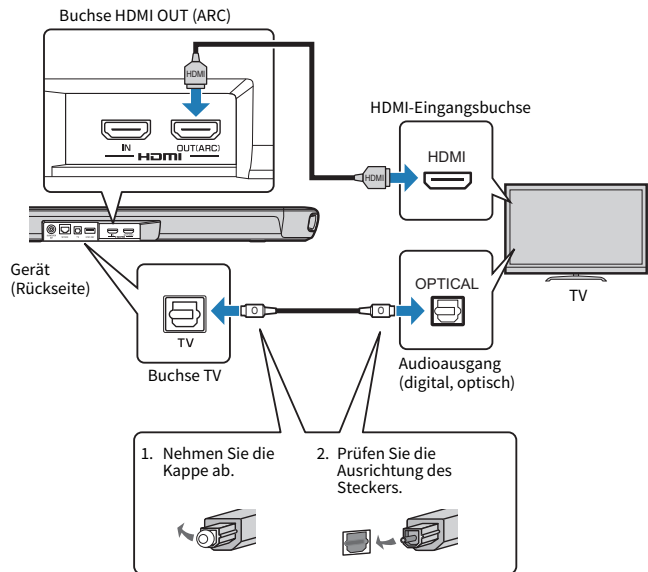 Buchse HDMI OUT (ARC)
HDMI
IN
OUT(ARC)
HDMI
HDMI-Eingangsbuchse
HDMI
HDMI
Gerät
(Rückseite)
TV
OPTICAL
TV
Buchse TV
Audioausgang
(digital, optisch)
1. Nehmen Sie die
Kappe ab.
2. Prüfen Sie die
Ausrichtung des
Steckers.